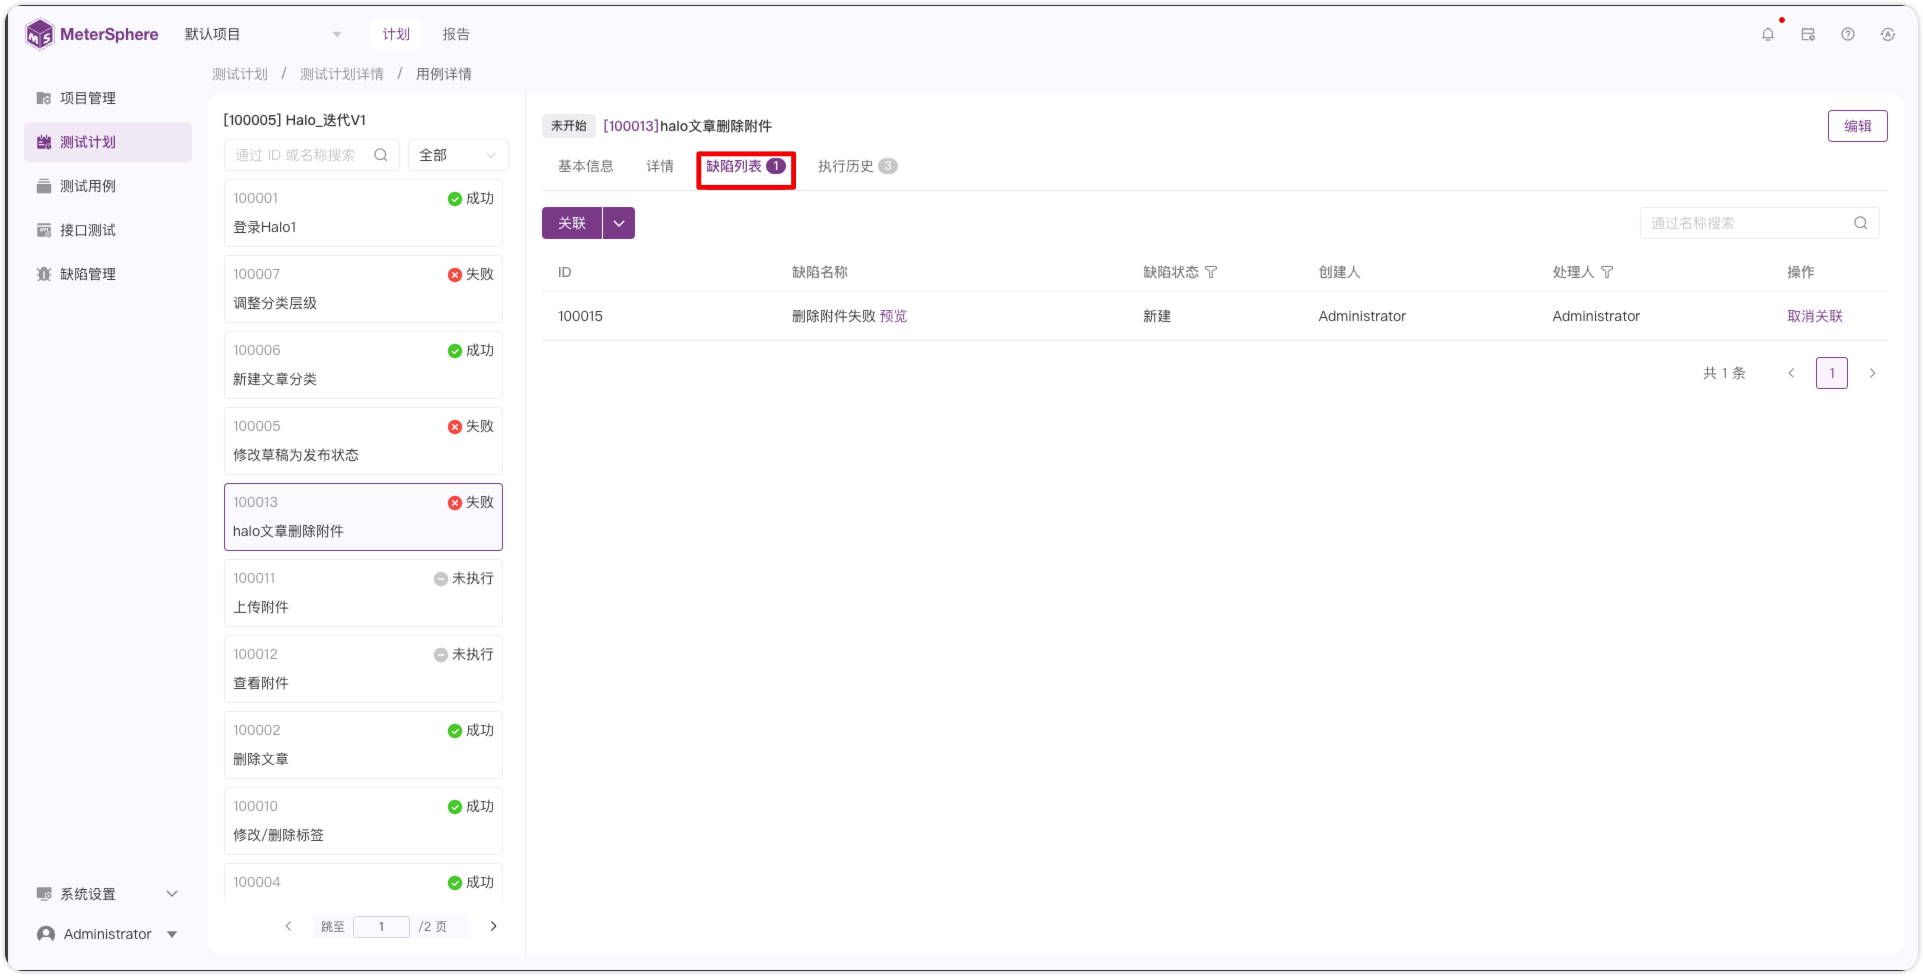 MeterSphere
默认项目
计划
报告
测试计划 / 测试计划详情 / 用例详情
项目管理
测试计划
测试用例
接口测试
缺陷管理
系统设置
Administrator
[100005] Halo_迭代V1
通过 ID 或名称搜索
全部
100001 成功
登录Halo1
100007 失败
调整分类层级
100006 成功
新建文章分类
100005 失败
修改草稿为发布状态
100013 失败
halo文章删除附件
100011 未执行
上传附件
100012 未执行
查看附件
100002 成功
删除文章
100010 成功
修改/删除标签
100004 成功
跳至 1 /2 页
未开始 [100013]halo文章删除附件
编辑
基本信息 详情 缺陷列表 1 执行历史 3
关联
通过名称搜索
ID 缺陷名称 缺陷状态 创建人 处理人 操作
100015 删除附件失败 预览 新建 Administrator Administrator 取消关联
共 1 条 1